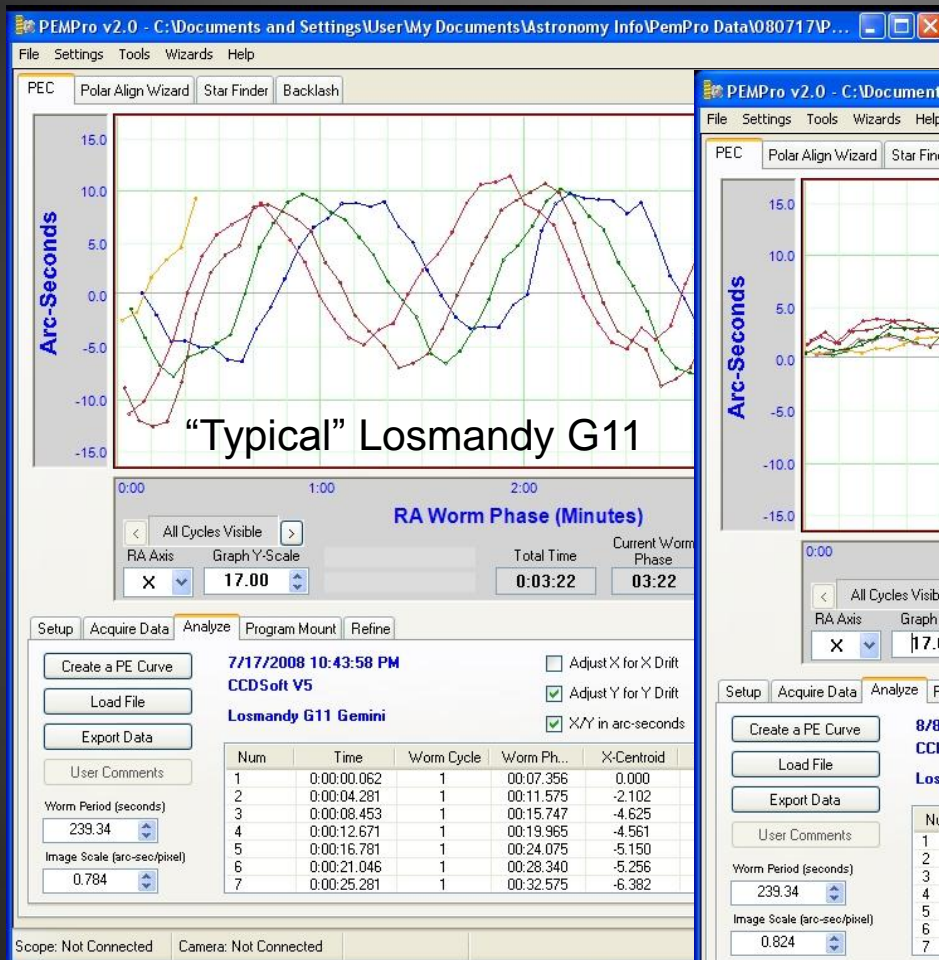 PEMPro v2.0 - C:\Documents and Settings\User\My Documents\Astronomy Info\PemPro Data\080717\P...
File Settings Tools Wizards Help
PEC Polar Align Wizard Star Finder Backlash
15.0
10.0
5.0
0.0
-5.0
-10.0
-15.0
Arc-Seconds
"Typical" Losmandy G11
0:00 1:00 2:00
RA Worm Phase (Minutes)
< All Cycles Visible >
RA Axis Graph Y-Scale Total Time Current Worm Phase
X 17.00 0:03:22 03:22
Setup Acquire Data Analyze Program Mount Refine
Create a PE Curve
Load File
Export Data
User Comments
Worm Period (seconds)
239.34
Image Scale (arc-sec/pixel)
0.784
7/17/2008 10:43:58 PM
CCDSoft V5
Losmandy G11 Gemini
Adjust X for X Drift
Adjust Y for Y Drift
X/Y in arc-seconds
Num Time Worm Cycle Worm Ph... X-Centroid
1 0:00:00.062 1 00:07.356 0.000
2 0:00:04.281 1 00:11.575 -2.102
3 0:00:08.453 1 00:15.747 -4.625
4 0:00:12.671 1 00:19.965 -4.561
5 0:00:16.781 1 00:24.075 -5.150
6 0:00:21.046 1 00:28.340 -5.256
7 0:00:25.281 1 00:32.575 -6.382
Scope: Not Connected Camera: Not Connected
PEMPro v2.0 - C:\Document
File Settings Tools Wizards Help
PEC Polar Align Wizard Star Fin
15.0
10.0
5.0
0.0
-5.0
-10.0
-15.0
Arc-Seconds
0:00
< All Cycles Visib
RA Axis Graph
X 17.0
Setup Acquire Data Analyze P
Create a PE Curve
Load File
Export Data
User Comments
Worm Period (seconds)
239.34
Image Scale (arc-sec/pixel)
0.824
8/8
CCD
Los
Nu
1
2
3
4
5
6
7